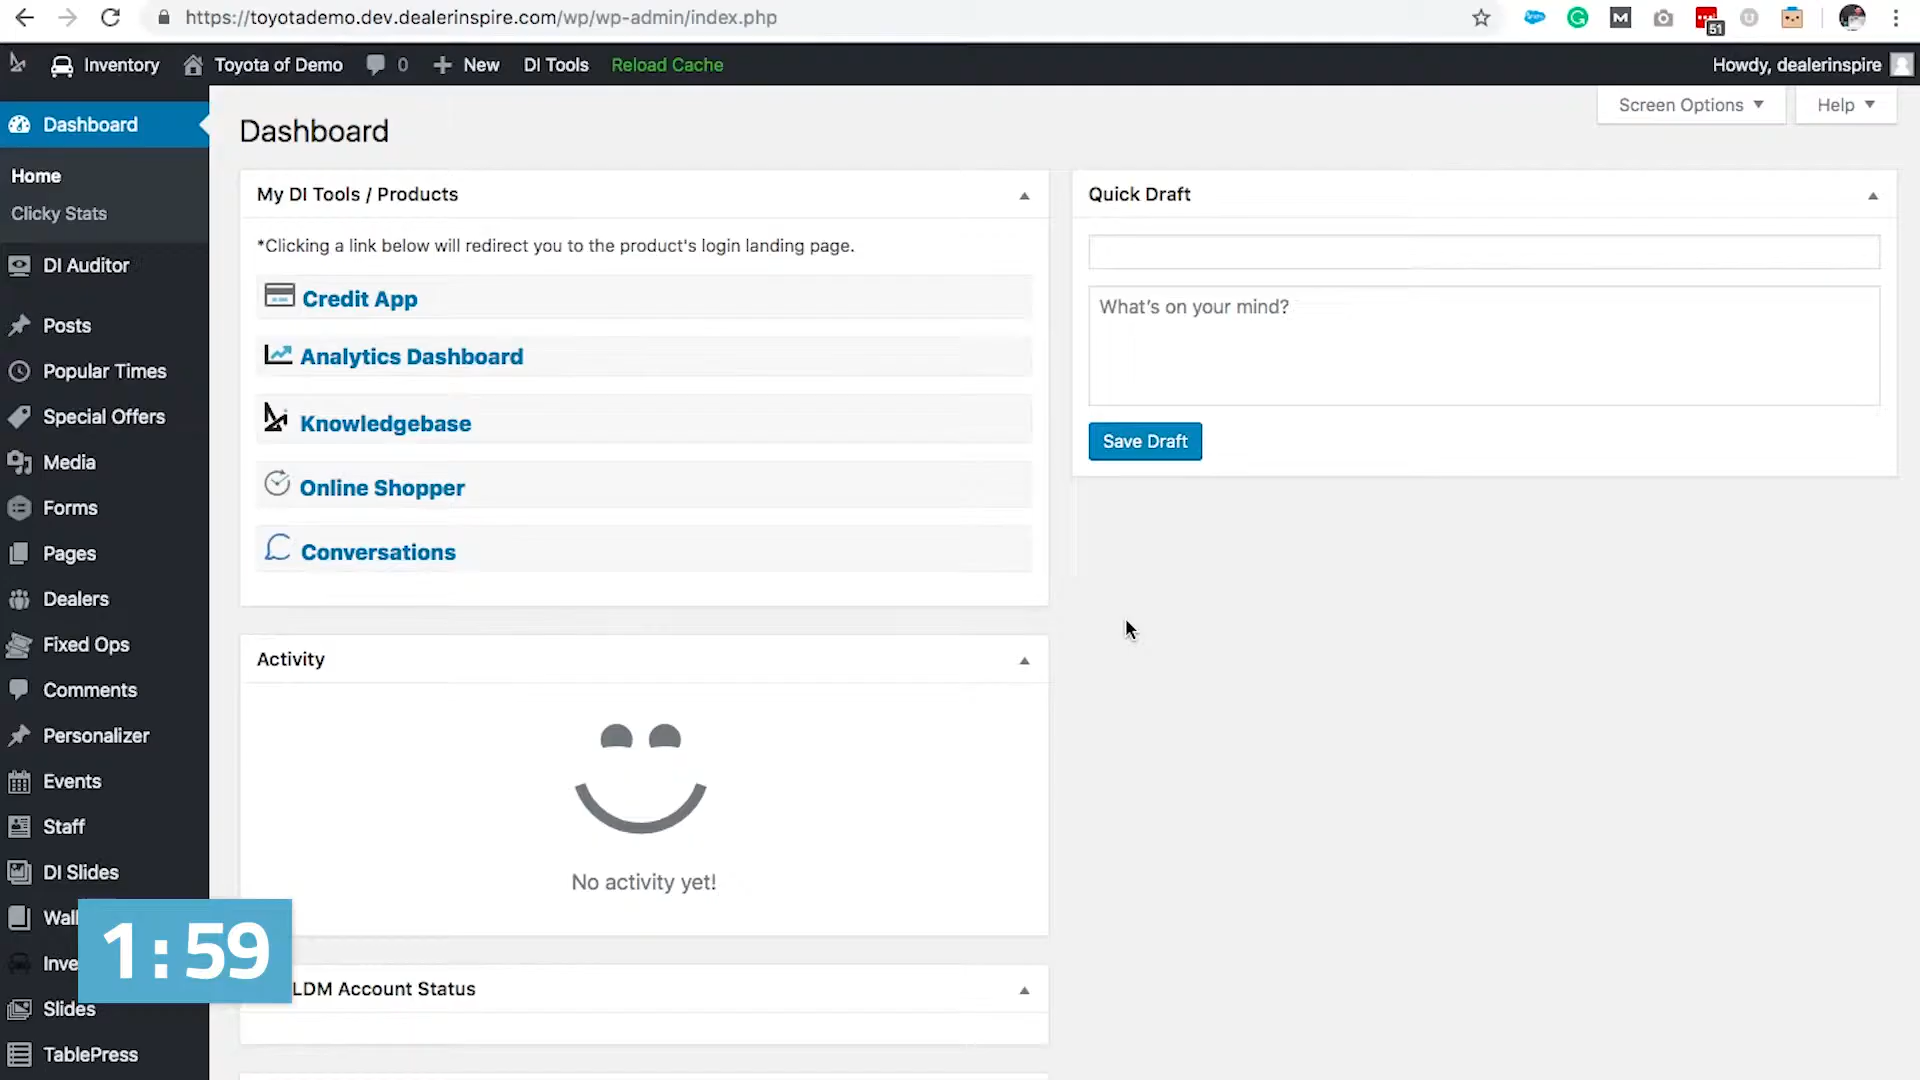 https://toyotademo.dev.dealerinspire.com/wp/wp-admin/index.php
51
Inventory
Toyota of Demo
0
New
DI Tools
Reload Cache
Howdy, dealerinspire
Screen Options
Help
Dashboard
Home
Clicky Stats
DI Auditor
Posts
Popular Times
Special Offers
Media
Forms
Pages
Dealers
Fixed Ops
Comments
Personalizer
Events
Staff
DI Slides
Wall
Inve
Slides
TablePress
1:59
Dashboard
My DI Tools / Products
*Clicking a link below will redirect you to the product's login landing page.
Credit App
Analytics Dashboard
Knowledgebase
Online Shopper
Conversations
Activity
No activity yet!
LDM Account Status
Quick Draft
What's on your mind?
Save Draft